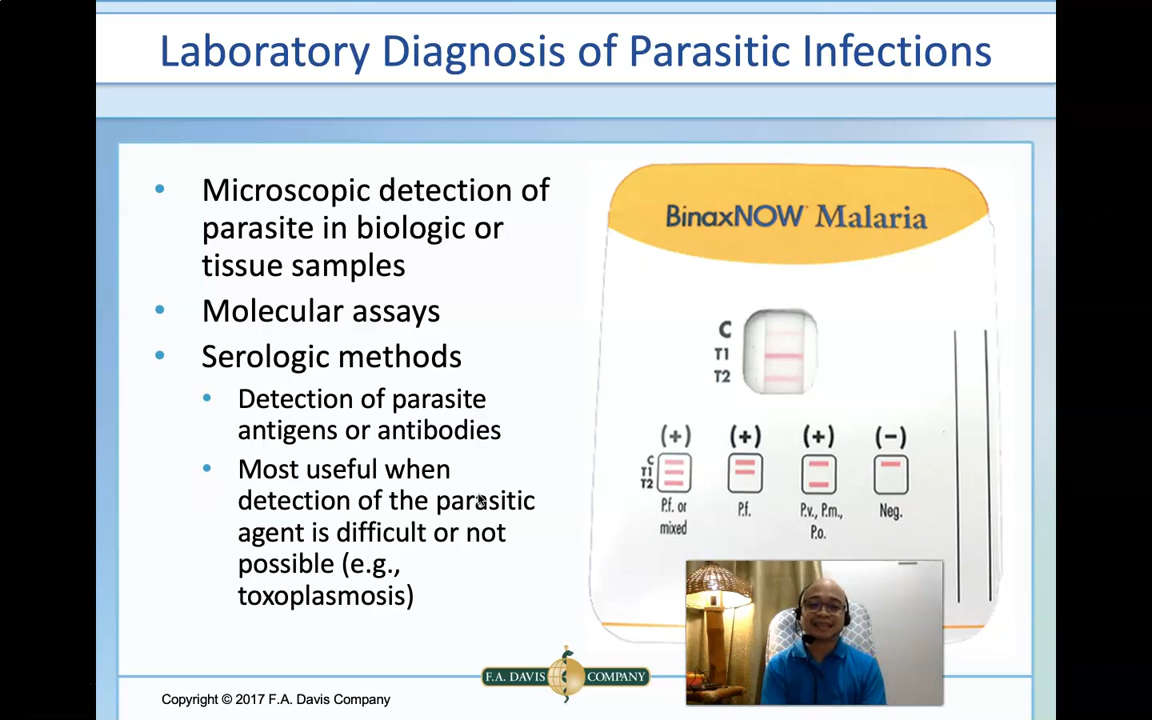 Laboratory Diagnosis of Parasitic Infections
• Microscopic detection of
parasite in biologic or
tissue samples
• Molecular assays
• Serologic methods
• Detection of parasite
antigens or antibodies
• Most useful when
detection of the parasitic
agent is difficult or not
possible (e.g.,
toxoplasmosis)
BinaxNOW Malaria
C
T1
T2
(+) (+) (+) (-)
C
T1
T2
P.f. or
mixed
P.f.
P.v., P.m.,
P.o.
Neg.
F.A. DAVIS COMPANY
Copyright © 2017 F.A. Davis Company